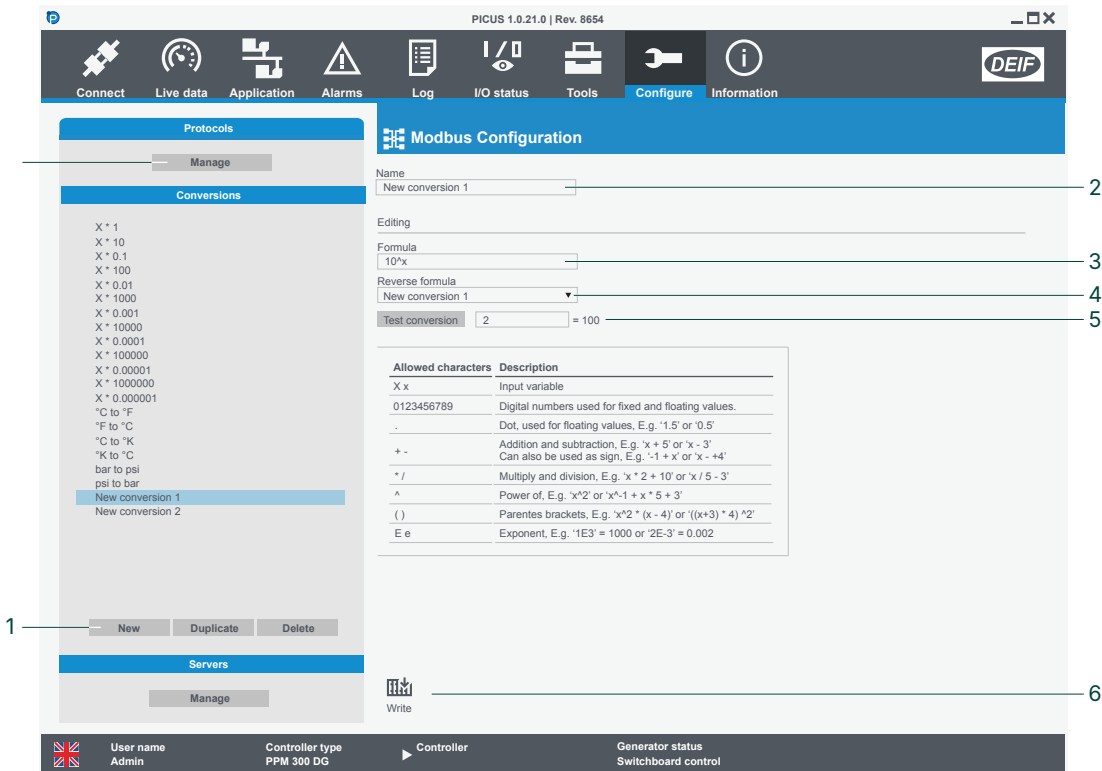 PICUS 1.0.21.0 | Rev. 8654
Connect
Live data
Application
Alarms
Log
I/O status
Tools
Configure
Information
DEIF
Protocols
Manage
Conversions
X * 1
X * 10
X * 0.1
X * 100
X * 0.01
X * 1000
X * 0.001
X * 10000
X * 0.0001
X * 100000
X * 0.00001
X * 1000000
X * 0.000001
°C to °F
°F to °C
°C to °K
°K to °C
bar to psi
psi to bar
New conversion 1
New conversion 2
1
New
Duplicate
Delete
Servers
Manage
Modbus Configuration
Name
New conversion 1
2
Editing
Formula
10^x
3
Reverse formula
New conversion 1
4
Test conversion
2
= 100
5
Allowed characters Description
X x Input variable
0123456789 Digital numbers used for fixed and floating values.
. Dot, used for floating values, E.g. ‘1.5’ or ‘0.5’
+ - Addition and subtraction, E.g. ‘x + 5’ or ‘x - 3’
Can also be used as sign, E.g. ‘-1 + x’ or ‘x - +4’
* / Multiply and division, E.g. ‘x * 2 + 10’ or ‘x / 5 - 3’
^ Power of, E.g. ‘x^2’ or ‘x^-1 + x * 5 + 3’
( ) Parentes brackets, E.g. ‘x^2 * (x - 4)’ or ‘((x+3) * 4) ^2’
E e Exponent, E.g. ‘1E3’ = 1000 or ‘2E-3’ = 0.002
Write
6
User name
Admin
Controller type
PPM 300 DG
Controller
Generator status
Switchboard control